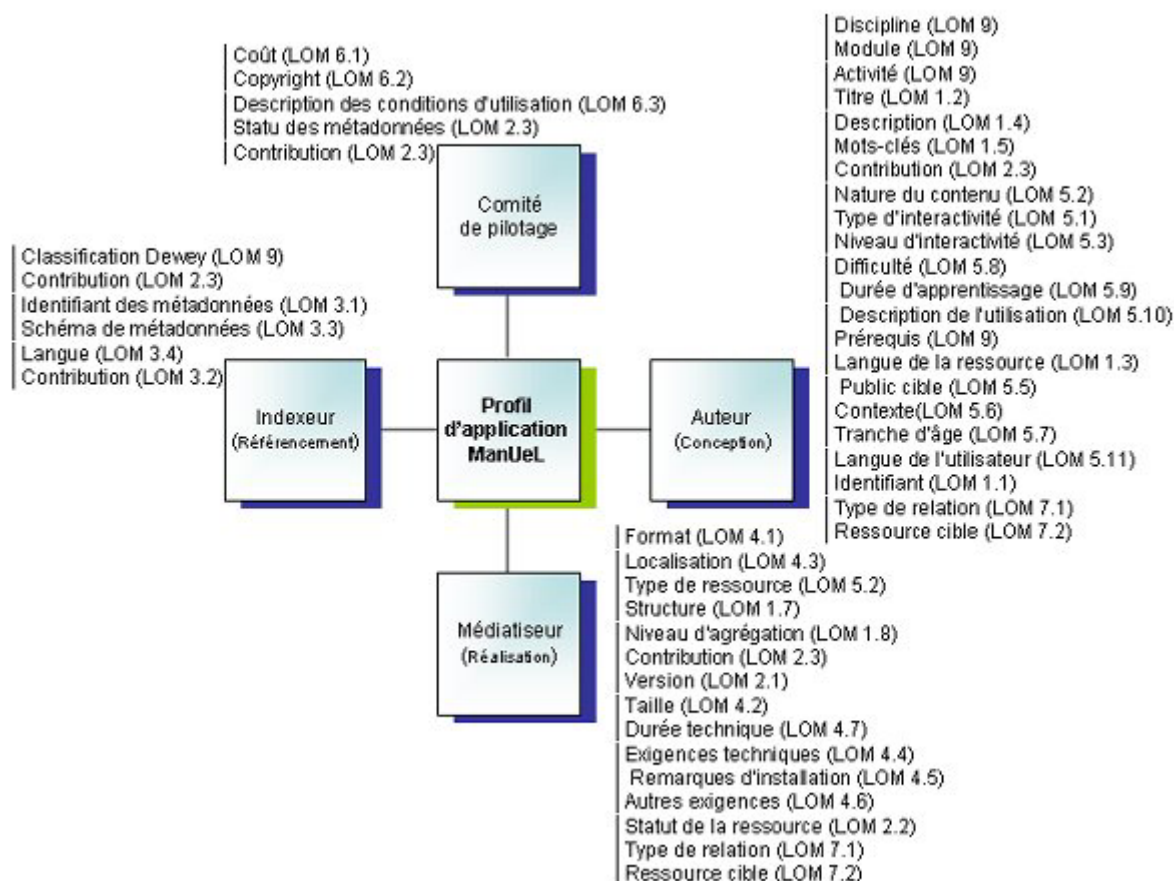 Coût (LOM 6.1)
Copyright (LOM 6.2)
Description des conditions d'utilisation (LOM 6.3)
Statu des métadonnées (LOM 2.3)
Contribution (LOM 2.3)
Comité
de pilotage
Classification Dewey (LOM 9)
Contribution (LOM 2.3)
Identifiant des métadonnées (LOM 3.1)
Schéma de métadonnées (LOM 3.3)
Langue (LOM 3.4)
Contribution (LOM 3.2)
Indexeur
(Référencement)
Profil
d'application
ManUeL
Auteur
(Conception)
Discipline (LOM 9)
Module (LOM 9)
Activité (LOM 9)
Titre (LOM 1.2)
Description (LOM 1.4)
Mots-clés (LOM 1.5)
Contribution (LOM 2.3)
Nature du contenu (LOM 5.2)
Type d'interactivité (LOM 5.1)
Niveau d'interactivité (LOM 5.3)
Difficulté (LOM 5.8)
Durée d'apprentissage (LOM 5.9)
Description de l'utilisation (LOM 5.10)
Prérequis (LOM 9)
Langue de la ressource (LOM 1.3)
Public cible (LOM 5.5)
Contexte(LOM 5.6)
Tranche d'âge (LOM 5.7)
Langue de l'utilisateur (LOM 5.11)
Identifiant (LOM 1.1)
Type de relation (LOM 7.1)
Ressource cible (LOM 7.2)
Médiatiseur
(Réalisation)
Format (LOM 4.1)
Localisation (LOM 4.3)
Type de ressource (LOM 5.2)
Structure (LOM 1.7)
Niveau d'agrégation (LOM 1.8)
Contribution (LOM 2.3)
Version (LOM 2.1)
Taille (LOM 4.2)
Durée technique (LOM 4.7)
Exigences techniques (LOM 4.4)
Remarques d'installation (LOM 4.5)
Autres exigences (LOM 4.6)
Statut de la ressource (LOM 2.2)
Type de relation (LOM 7.1)
Ressource cible (LOM 7.2)